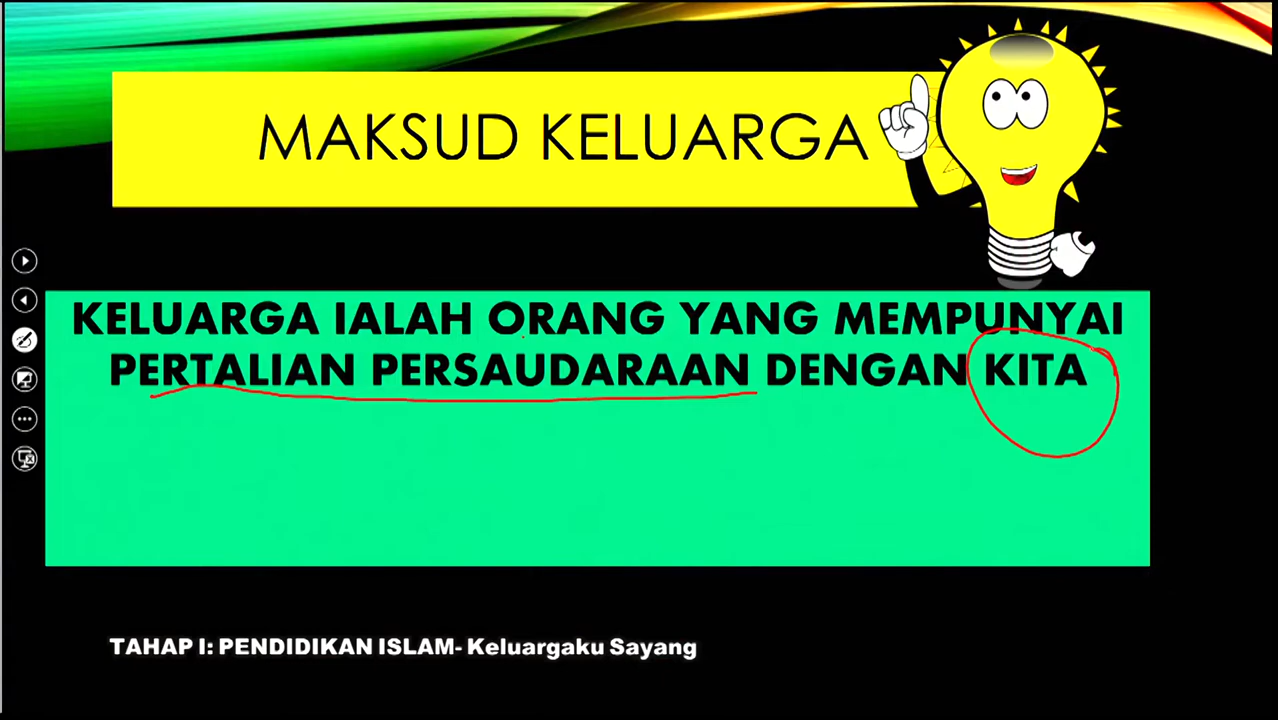 MAKSUD KELUARGA
KELUARGA IALAH ORANG YANG MEMPUNYAI
PERTALIAN PERSAUDARAAN DENGAN KITA
TAHAP I: PENDIDIKAN ISLAM- Keluargaku Sayang